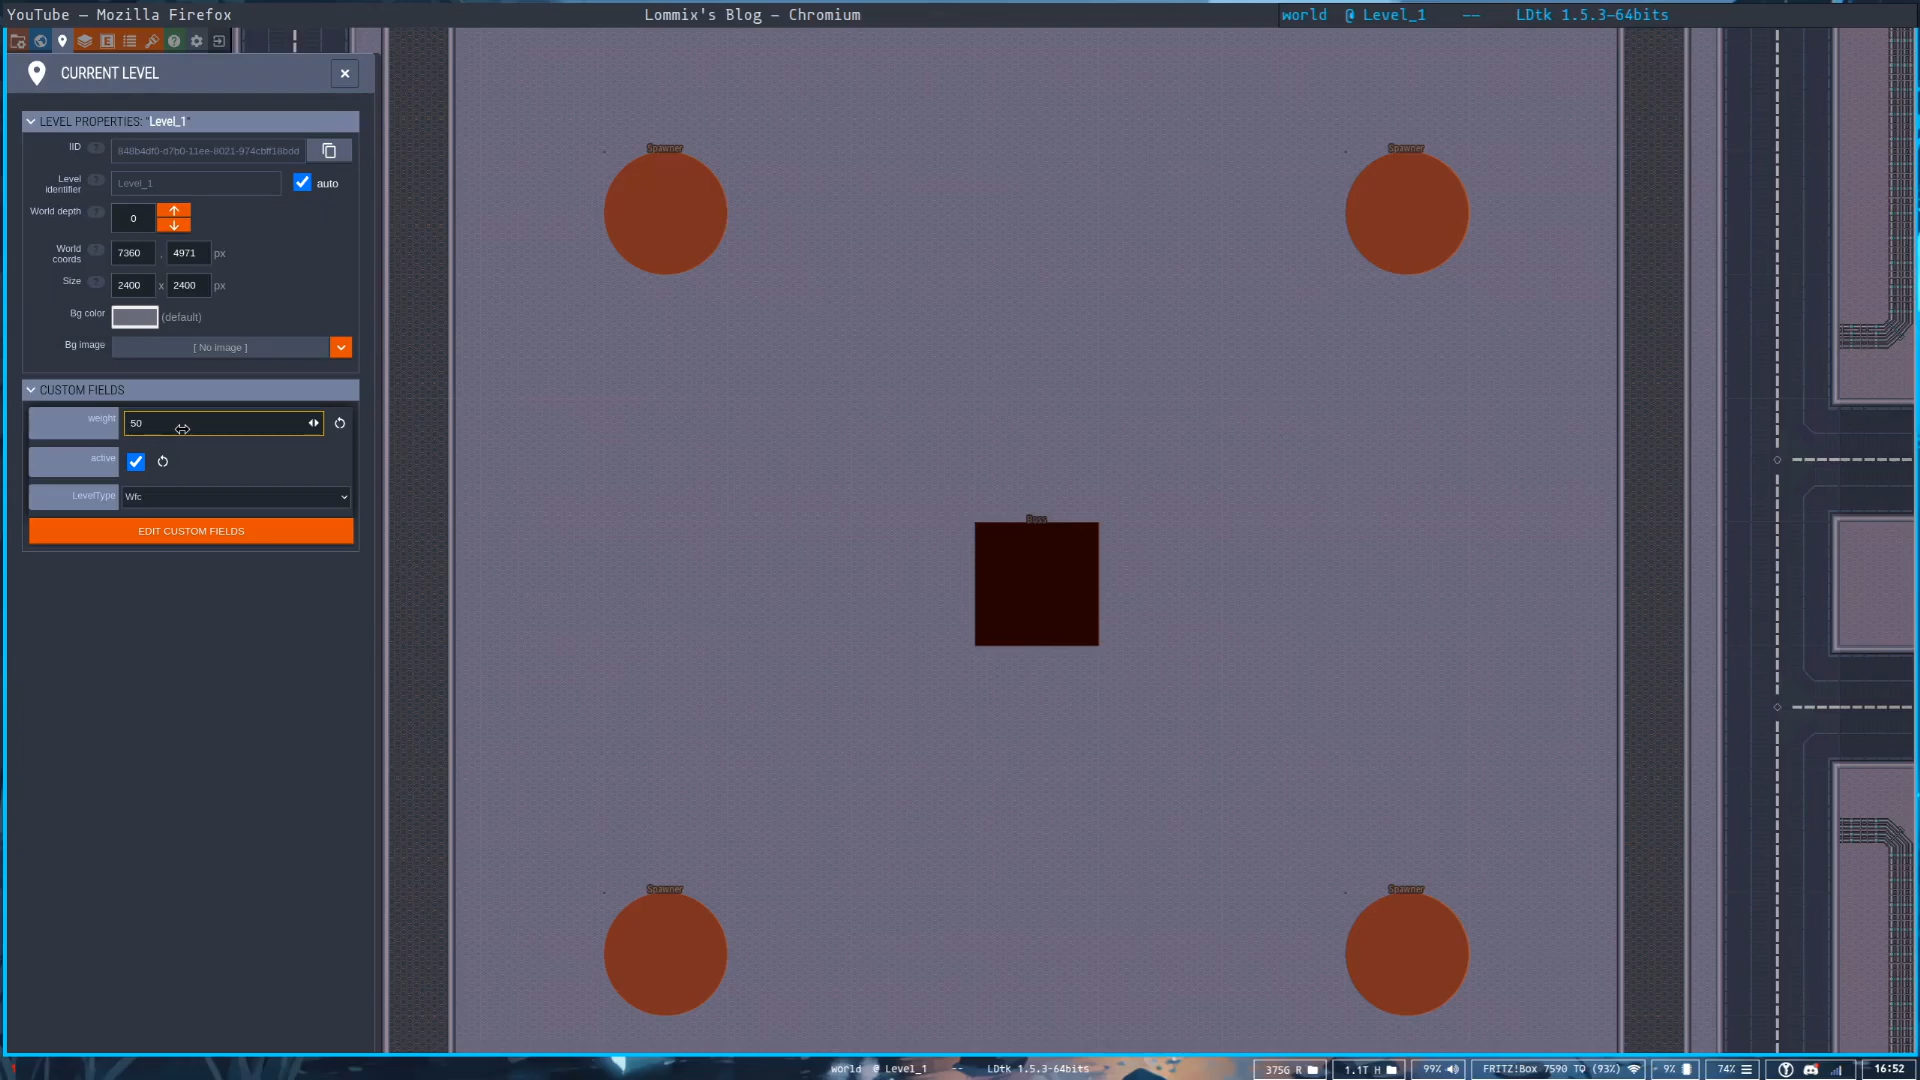 YouTube — Mozilla Firefox
Lommix's Blog — Chromium
world @ Level_1 -- LDtk 1.5.3-64bits
CURRENT LEVEL
LEVEL PROPERTIES: "Level_1"
IID ? 848b4df0-d7b0-11ee-8021-974cbff18bdd
Level identifier ? Level_1 auto
World depth ? 0
World coords ? 7360 , 4971 px
Size ? 2400 x 2400 px
Bg color (default)
Bg image [ No image ]
CUSTOM FIELDS
weight 50
active
LevelType Wfc
EDIT CUSTOM FIELDS
Spawner
Spawner
Boss
Spawner
Spawner
world @ Level_1 -- LDtk 1.5.3-64bits
375G R
1.1T H
99%
FRITZ!Box 7590 TQ (93%)
9%
74%
16:52